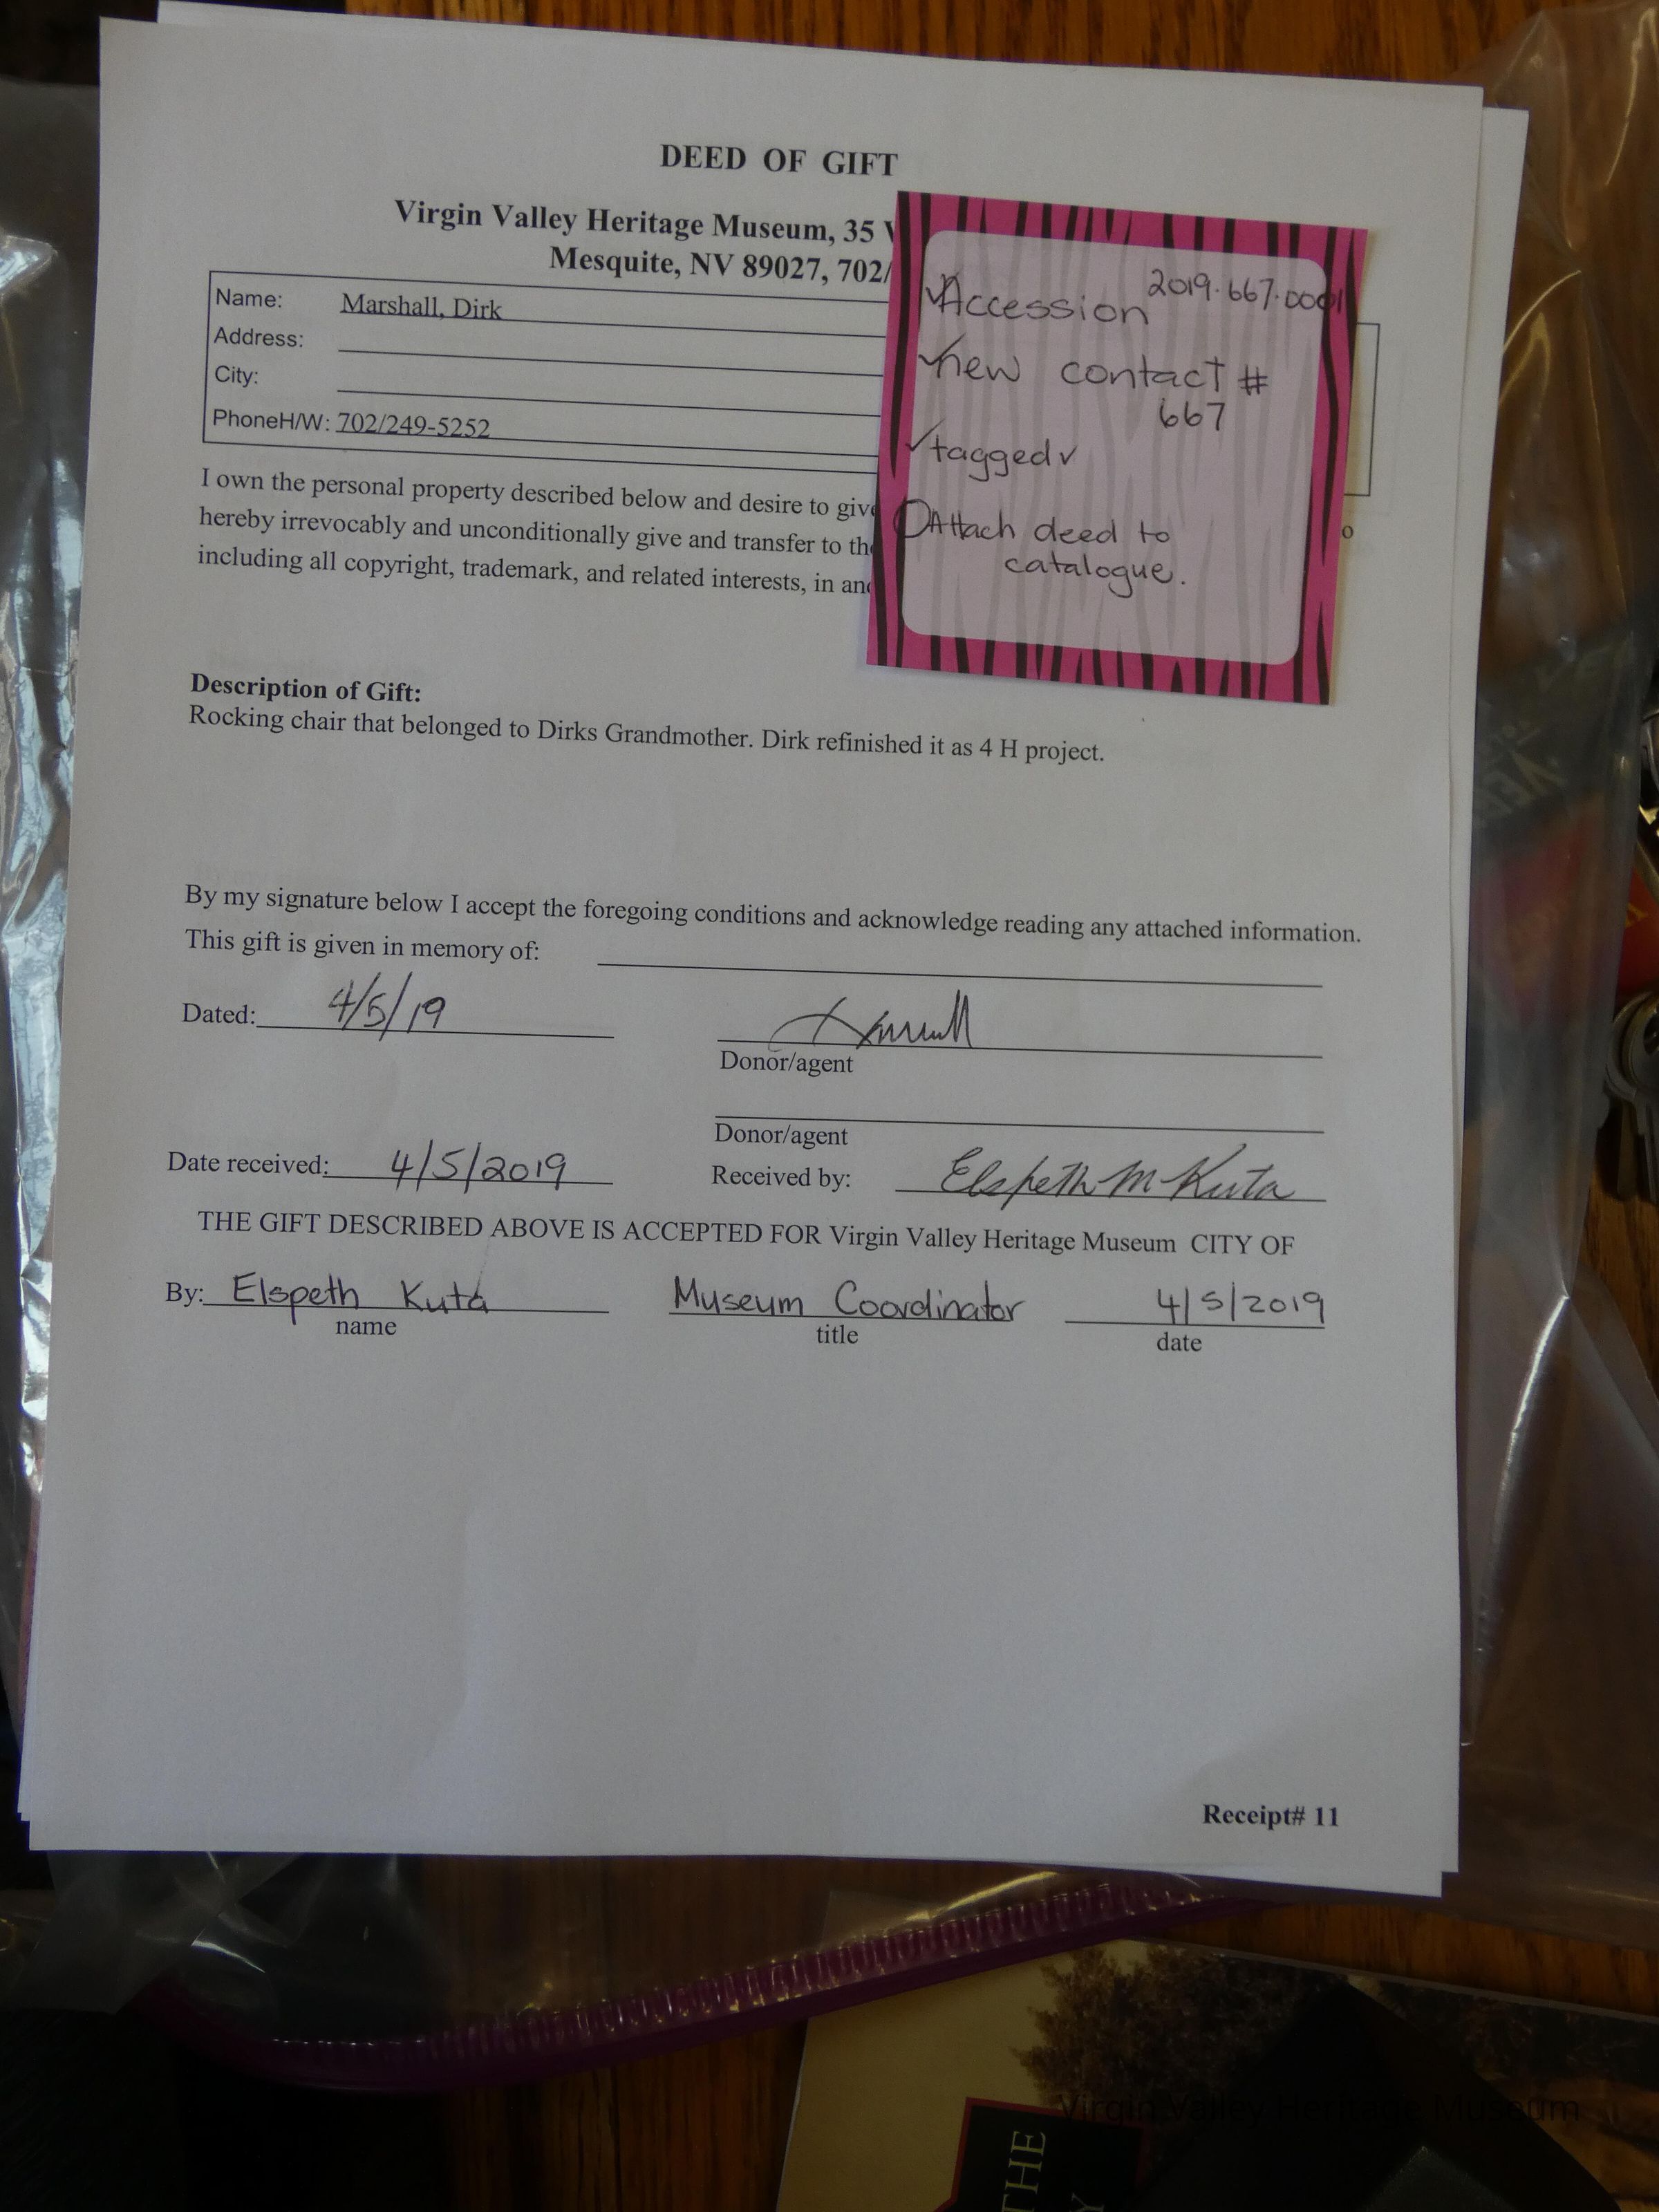 DEED OF GIFT
Virgin Valley Heritage Museum, 35
Mesquite, NV 89027, 702/
Name: Marshall, Dirk
Address:
City:
PhoneH/W: 702/249-5252
✓Accession 2019.667.0001
✓new contact #
667
✓tagged✓
Attach deed to
catalogue.
I own the personal property described below and desire to give
hereby irrevocably and unconditionally give and transfer to
including all copyright, trademark, and related interests, in
o
Description of Gift:
Rocking chair that belonged to Dirks Grandmother. Dirk refinished it as 4 H project.
By my signature below I accept the foregoing conditions and acknowledge reading any attached information.
This gift is given in memory of:
Dated: 4/5/19
Donor/agent
Donor/agent
Date received: 4/5/2019 Received by: Elspeth M Kuta
THE GIFT DESCRIBED ABOVE IS ACCEPTED FOR Virgin Valley Heritage Museum CITY OF
By: Elspeth Kuta Museum Coordinator 4/5/2019
name title date
Receipt# 11
THE
Virgin Valley Heritage Museum